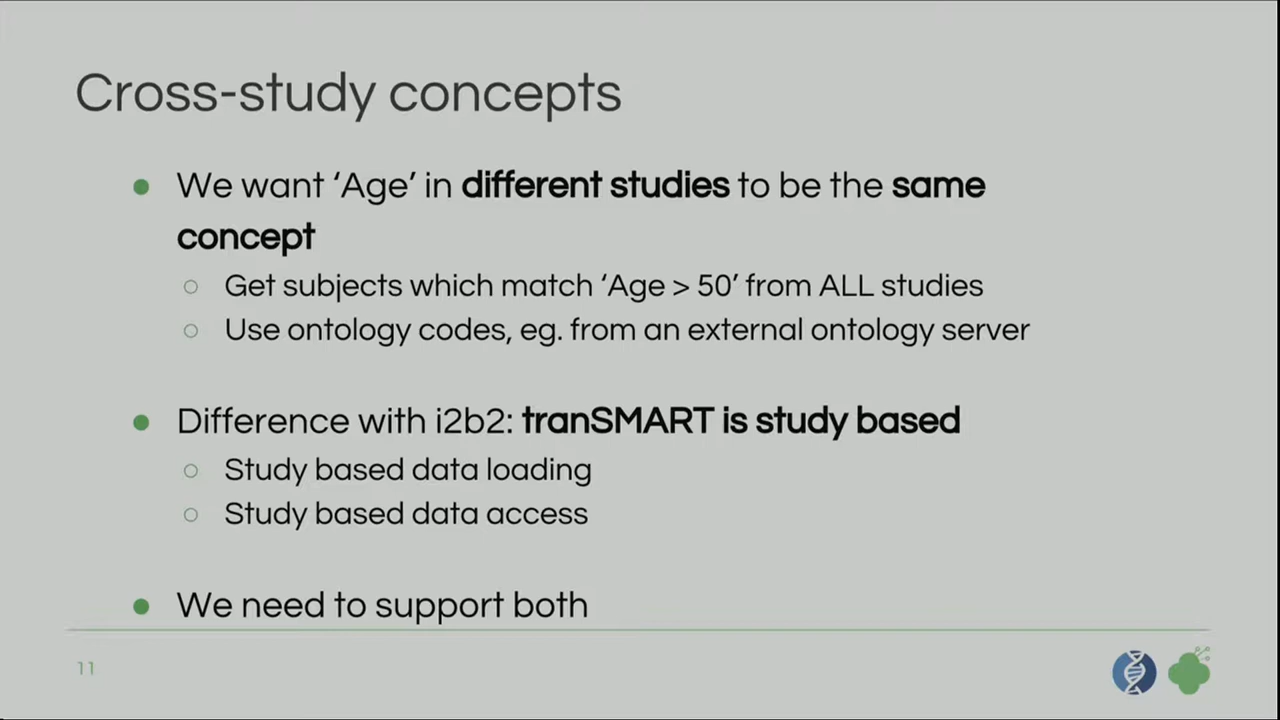 Cross-study concepts
● We want ‘Age’ in different studies to be the same
concept
○ Get subjects which match ‘Age > 50’ from ALL studies
○ Use ontology codes, eg. from an external ontology server
● Difference with i2b2: tranSMART is study based
○ Study based data loading
○ Study based data access
● We need to support both
11